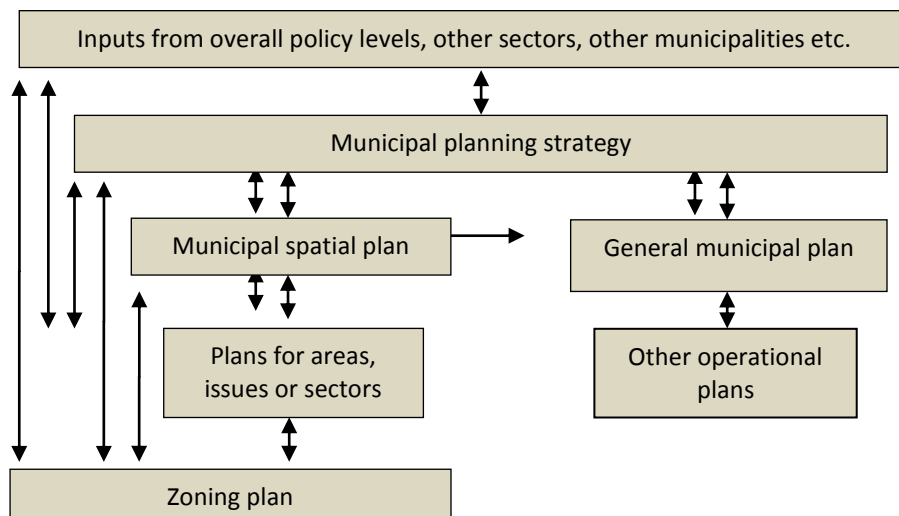 Inputs from overall policy levels, other sectors, other municipalities etc.
Municipal planning strategy
Municipal spatial plan
General municipal plan
Plans for areas,
issues or sectors
Other operational
plans
Zoning plan